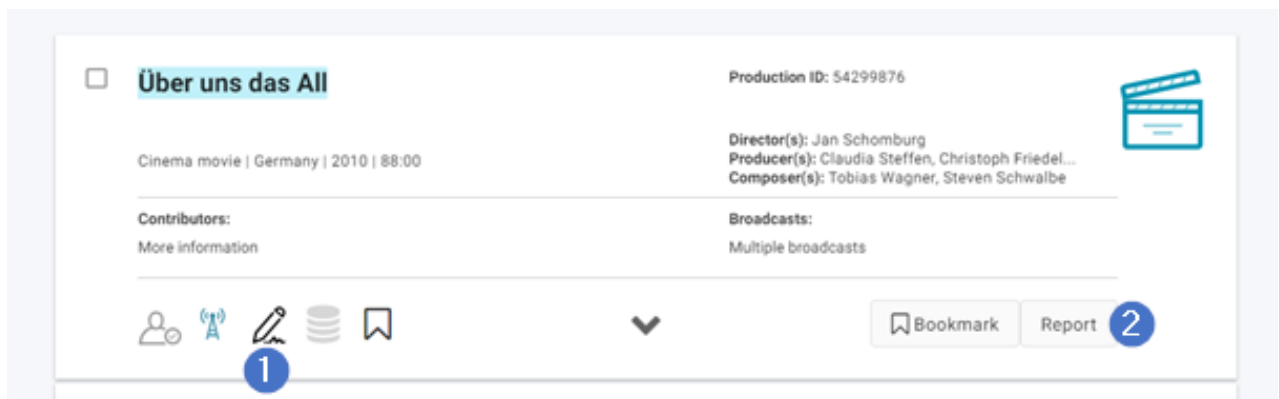 Über uns das All
Production ID: 54299876
Cinema movie | Germany | 2010 | 88:00
Director(s): Jan Schomburg
Producer(s): Claudia Steffen, Christoph Friedel...
Composer(s): Tobias Wagner, Steven Schwalbe
Contributors:
More information
Broadcasts:
Multiple broadcasts
Bookmark
Report
2
1